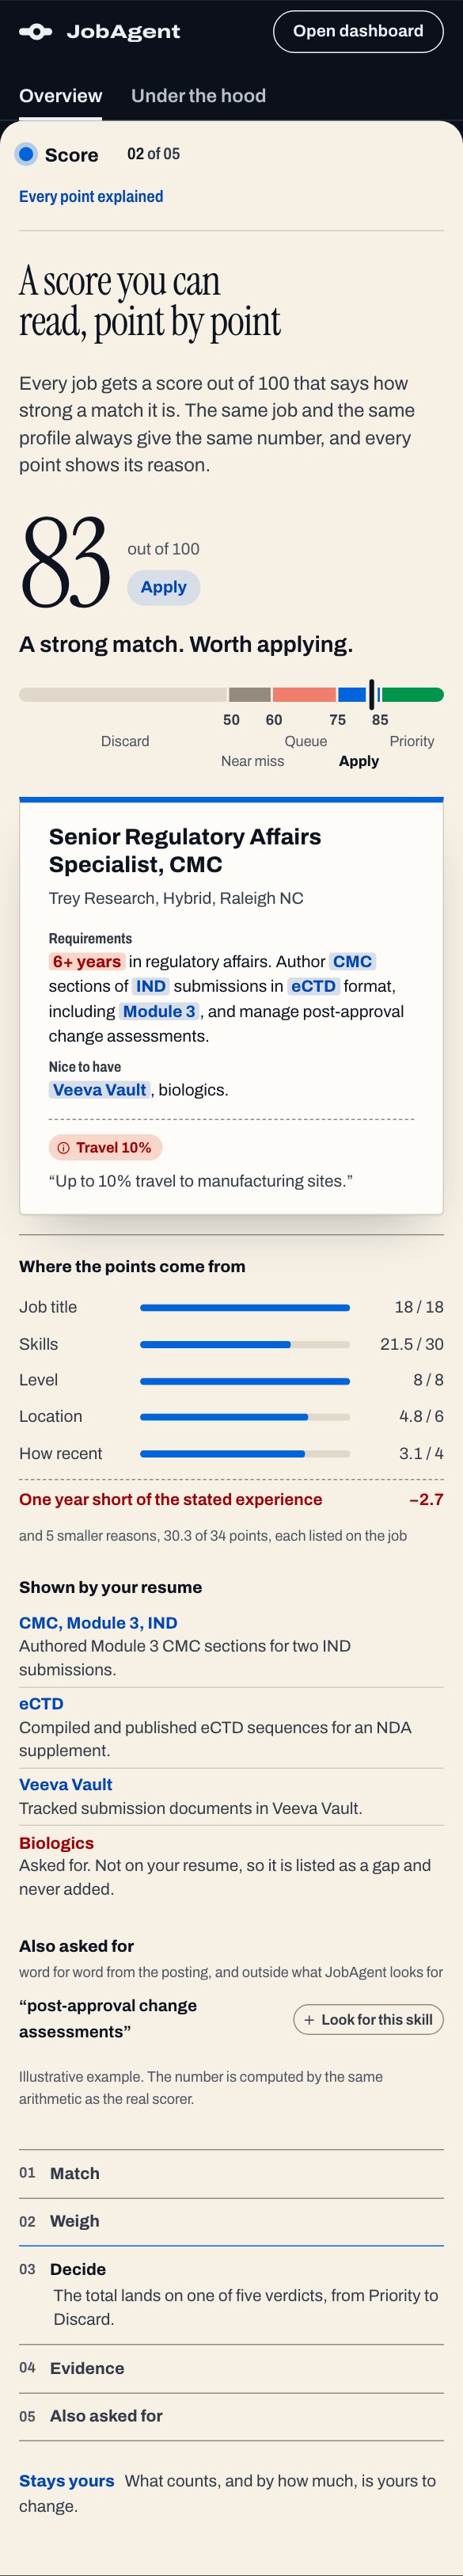 JobAgent
Open dashboard
Overview
Under the hood
Score
02 of 05
Every point explained
A score you can
read, point by point
Every job gets a score out of 100 that says how
strong a match it is. The same job and the same
profile always give the same number, and every
point shows its reason.
83
out of 100
Apply
A strong match. Worth applying.
50 60 75 85
Discard Queue Priority
Near miss Apply
Senior Regulatory Affairs
Specialist, CMC
Trey Research, Hybrid, Raleigh NC
Requirements
6+ years in regulatory affairs. Author CMC
sections of IND submissions in eCTD format,
including Module 3, and manage post-approval
change assessments.
Nice to have
Veeva Vault, biologics.
Travel 10%
“Up to 10% travel to manufacturing sites.”
Where the points come from
Job title 18 / 18
Skills 21.5 / 30
Level 8 / 8
Location 4.8 / 6
How recent 3.1 / 4
One year short of the stated experience −2.7
and 5 smaller reasons, 30.3 of 34 points, each listed on the job
Shown by your resume
CMC, Module 3, IND
Authored Module 3 CMC sections for two IND
submissions.
eCTD
Compiled and published eCTD sequences for an NDA
supplement.
Veeva Vault
Tracked submission documents in Veeva Vault.
Biologics
Asked for. Not on your resume, so it is listed as a gap and
never added.
Also asked for
word for word from the posting, and outside what JobAgent looks for
“post-approval change
assessments”
+ Look for this skill
Illustrative example. The number is computed by the same
arithmetic as the real scorer.
01 Match
02 Weigh
03 Decide
The total lands on one of five verdicts, from Priority to
Discard.
04 Evidence
05 Also asked for
Stays yours What counts, and by how much, is yours to
change.